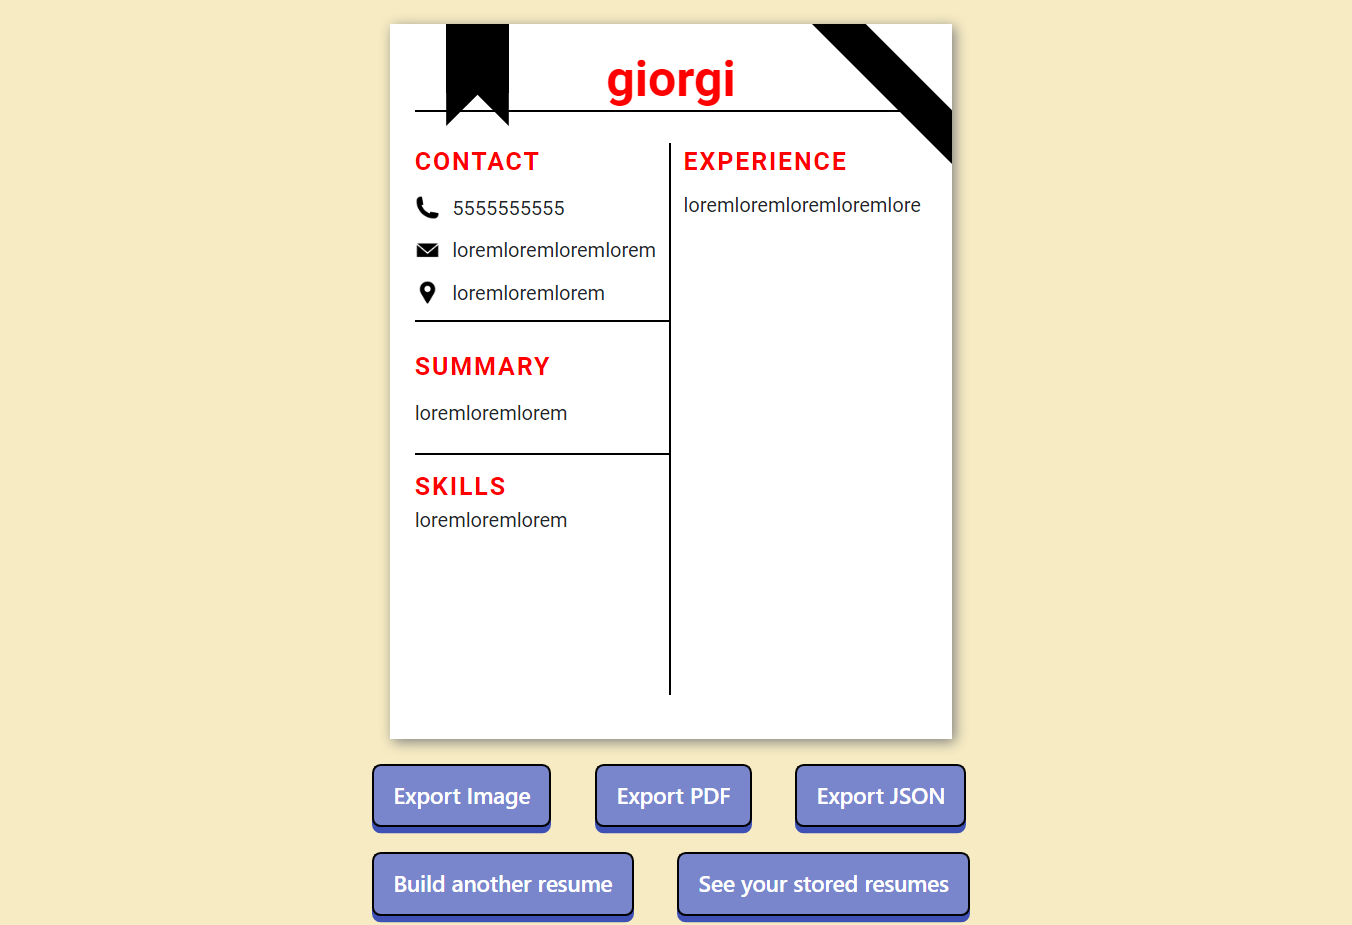 giorgi
CONTACT
5555555555
loremloremloremlorem
loremloremlorem
SUMMARY
loremloremlorem
SKILLS
loremloremlorem
EXPERIENCE
loremloremloremloremlore
Export Image
Export PDF
Export JSON
Build another resume
See your stored resumes